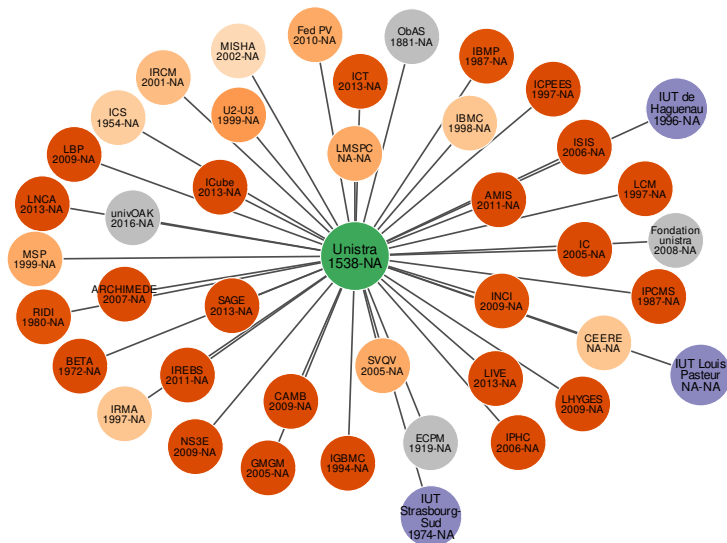 Fed PV
2010-NA
ObAS
1881-NA
MISHA
2002-NA
IBMP
1987-NA
IRCM
2001-NA
ICT
2013-NA
ICPEES
1997-NA
IUT de
Haguenau
1996-NA
ICS
1954-NA
U2-U3
1999-NA
IBMC
1998-NA
LBP
2009-NA
LMSPC
NA-NA
ISIS
2006-NA
ICube
2013-NA
LCM
1997-NA
LNCA
2013-NA
AMIS
2011-NA
univOAK
2016-NA
Fondation
unistra
2008-NA
MSP
1999-NA
Unistra
1538-NA
IC
2005-NA
ARCHIMEDE
2007-NA
IPCMS
1987-NA
RIDI
1980-NA
SAGE
2013-NA
INCI
2009-NA
CEERE
NA-NA
BETA
1972-NA
IREBS
2011-NA
SVQV
2005-NA
LIVE
2013-NA
IUT Louis
Pasteur
NA-NA
IRMA
1997-NA
CAMB
2009-NA
LHYGES
2009-NA
NS3E
2009-NA
ECPM
1919-NA
IPHC
2006-NA
GMGM
2005-NA
IGBMC
1994-NA
IUT
Strasbourg-
Sud
1974-NA